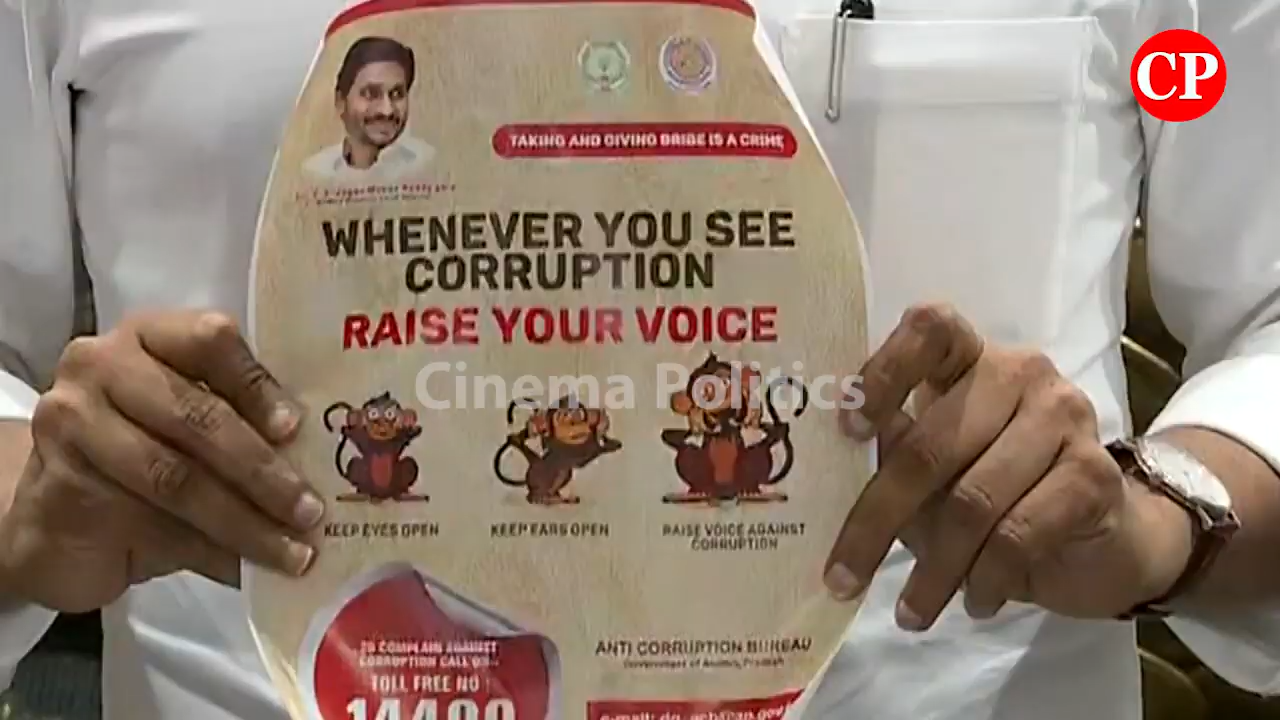 CP
TAKING AND GIVING BRIBE IS A CRIME
WHENEVER YOU SEE
CORRUPTION
RAISE YOUR VOICE
Cinema Politics
KEEP EYES OPEN
KEEP EARS OPEN
RAISE VOICE AGAINST
CORRUPTION
TO COMPLAIN AGAINST
CORRUPTION CALL ON
TOLL FREE NO :
14400
ANTI CORRUPTION BUREAU
Government of Andhra Pradesh